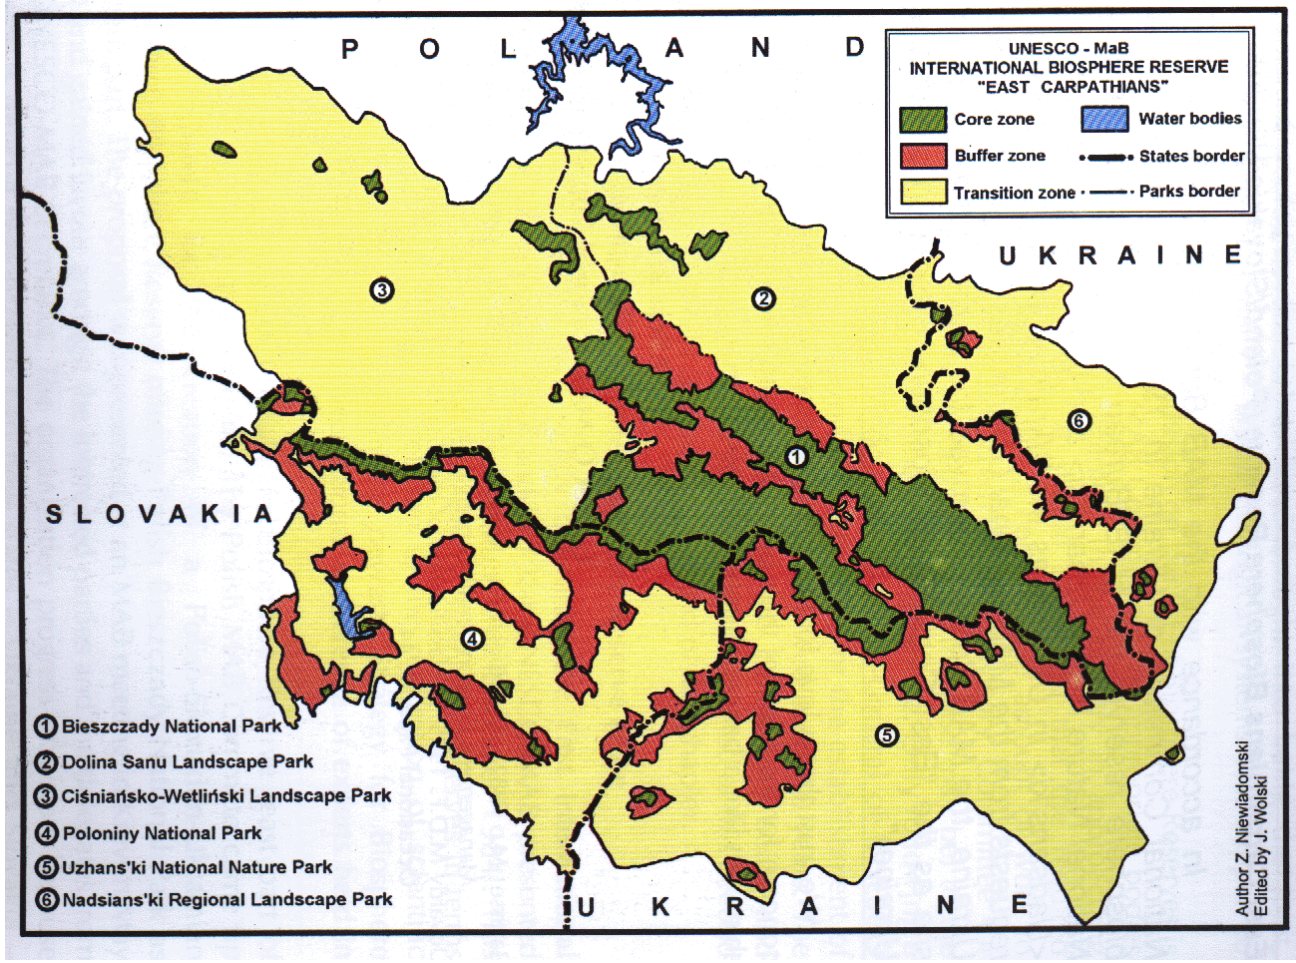 P O L A N D
UNESCO - MaB
INTERNATIONAL BIOSPHERE RESERVE
"EAST CARPATHIANS"
Core zone
Water bodies
Buffer zone
States border
Transition zone
Parks border
U K R A I N E
3
2
6
1
S L O V A K I A
4
5
1 Bieszczady National Park
2 Dolina Sanu Landscape Park
3 Ciśniańsko-Wetliński Landscape Park
4 Poloniny National Park
5 Uzhans'ki National Nature Park
6 Nadsians'ki Regional Landscape Park
U K R A I N E
Author Z. Niewiadomski
Edited by J. Wolski